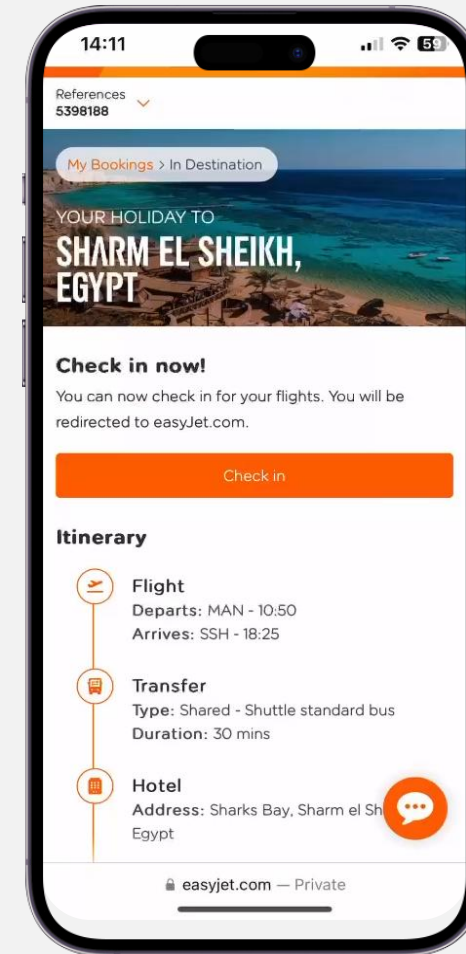 14:11
59
References
5398188
My Bookings > In Destination
YOUR HOLIDAY TO
SHARM EL SHEIKH,
EGYPT
Check in now!
You can now check in for your flights. You will be
redirected to easyJet.com.
Check in
Itinerary
Flight
Departs: MAN - 10:50
Arrives: SSH - 18:25
Transfer
Type: Shared - Shuttle standard bus
Duration: 30 mins
Hotel
Address: Sharks Bay, Sharm el Sh
Egypt
easyjet.com — Private